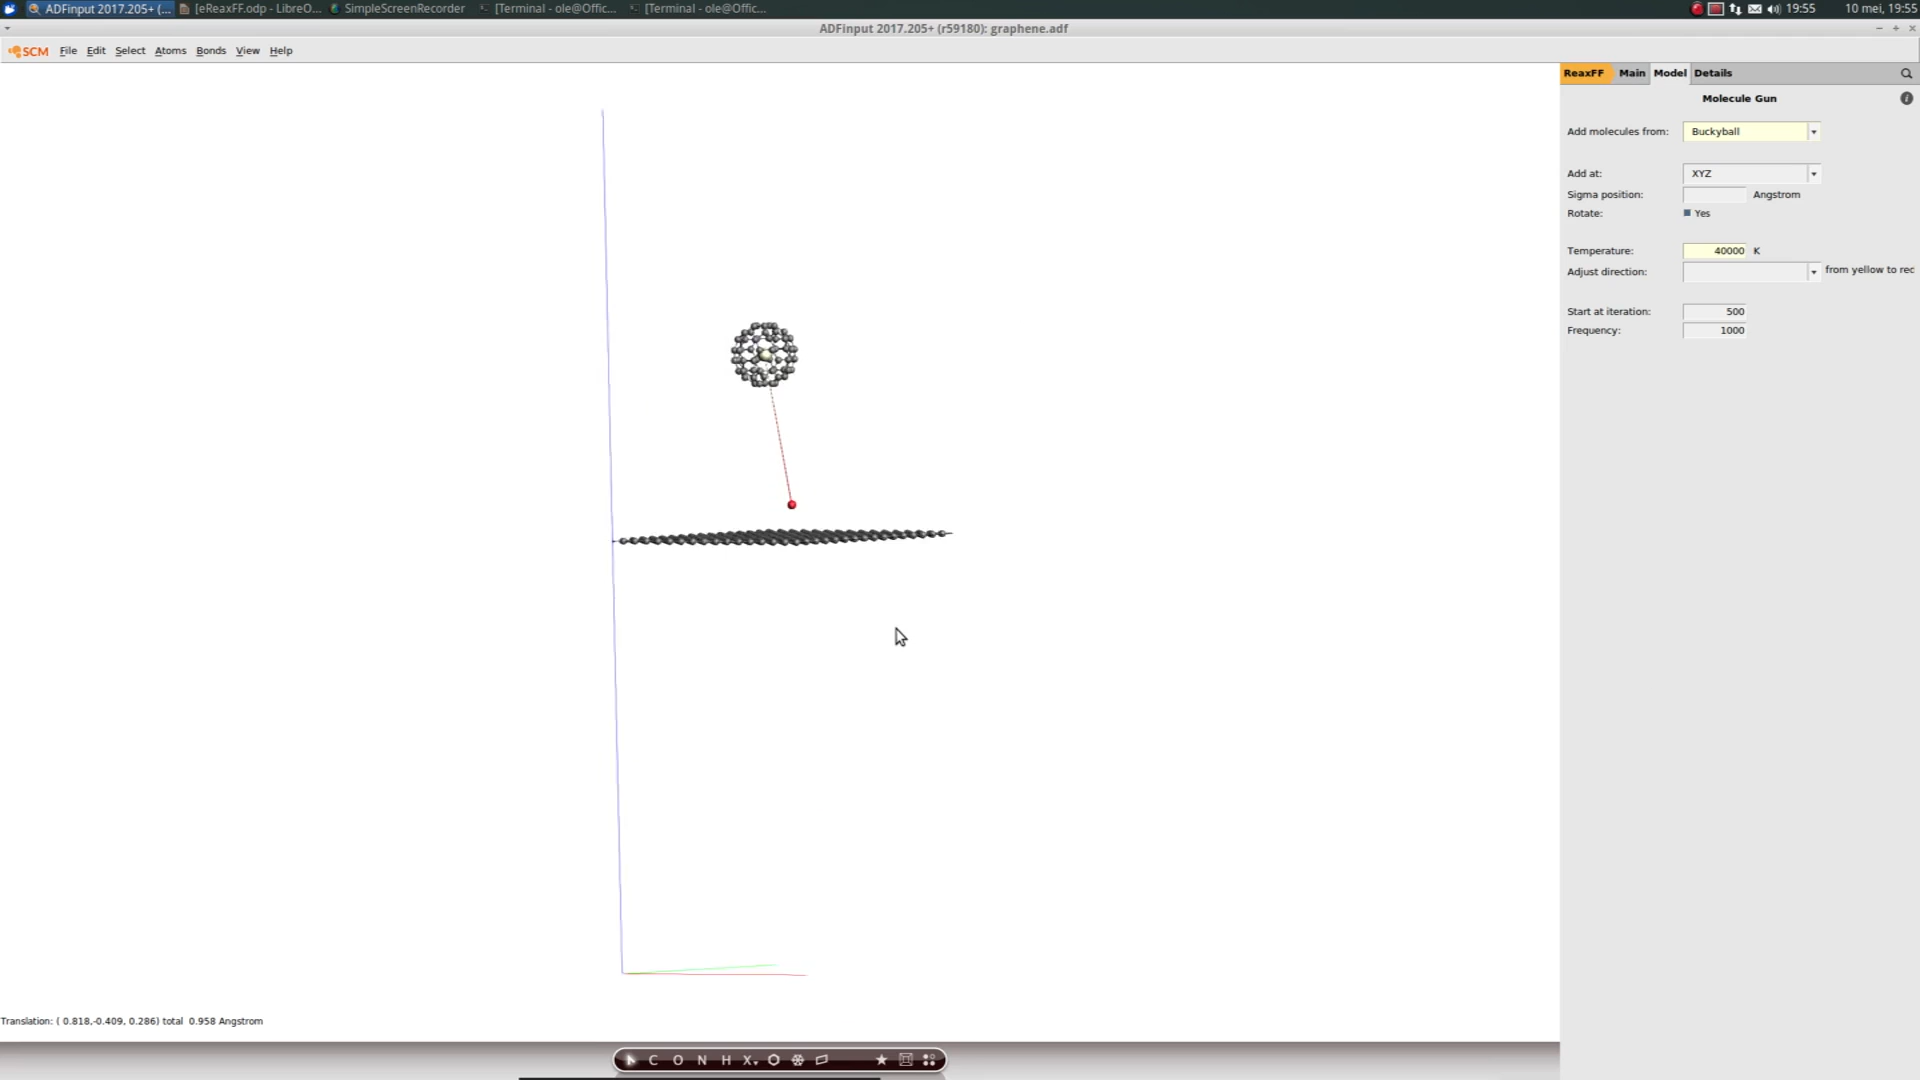 ADFinput 2017.205+ (... [eReaxFF.odp - LibreO... SimpleScreenRecorder [Terminal - ole@Offic... [Terminal - ole@Offic... 19:55 10 mei, 19:55
ADFinput 2017.205+ (r59180): graphene.adf
SCM File Edit Select Atoms Bonds View Help
ReaxFF Main Model Details
Molecule Gun
Add molecules from: Buckyball
Add at: XYZ
Sigma position: Angstrom
Rotate: Yes
Temperature: 40000 K
Adjust direction: from yellow to red
Start at iteration: 500
Frequency: 1000
Translation: ( 0.818,-0.409, 0.286) total 0.958 Angstrom
C O N H X